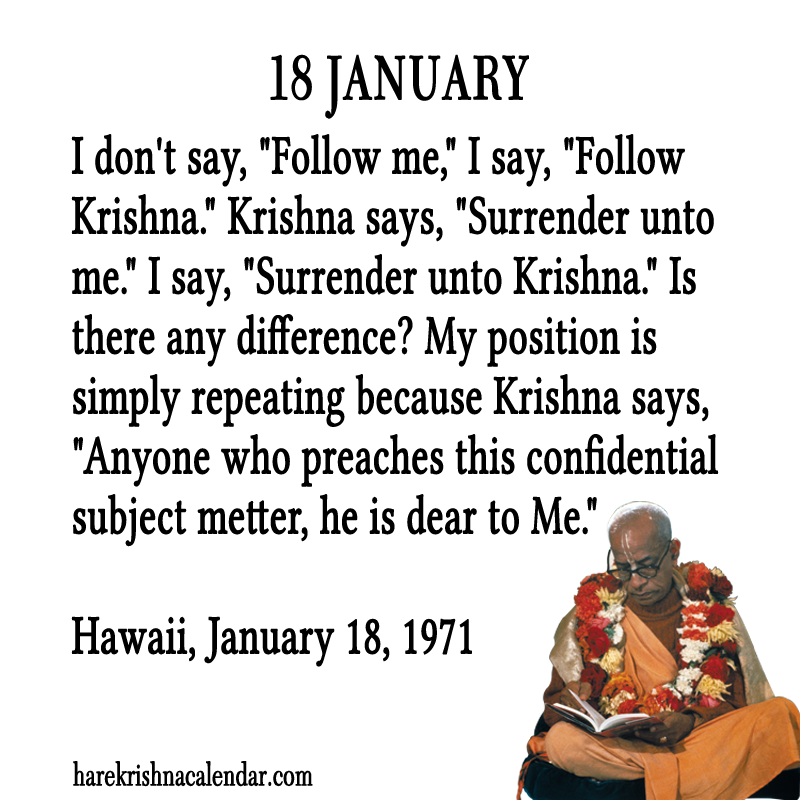 18 JANUARY
I don't say, "Follow me," I say, "Follow
Krishna." Krishna says, "Surrender unto
me." I say, "Surrender unto Krishna." Is
there any difference? My position is
simply repeating because Krishna says,
"Anyone who preaches this confidential
subject metter, he is dear to Me."
Hawaii, January 18, 1971
harekrishnacalendar.com